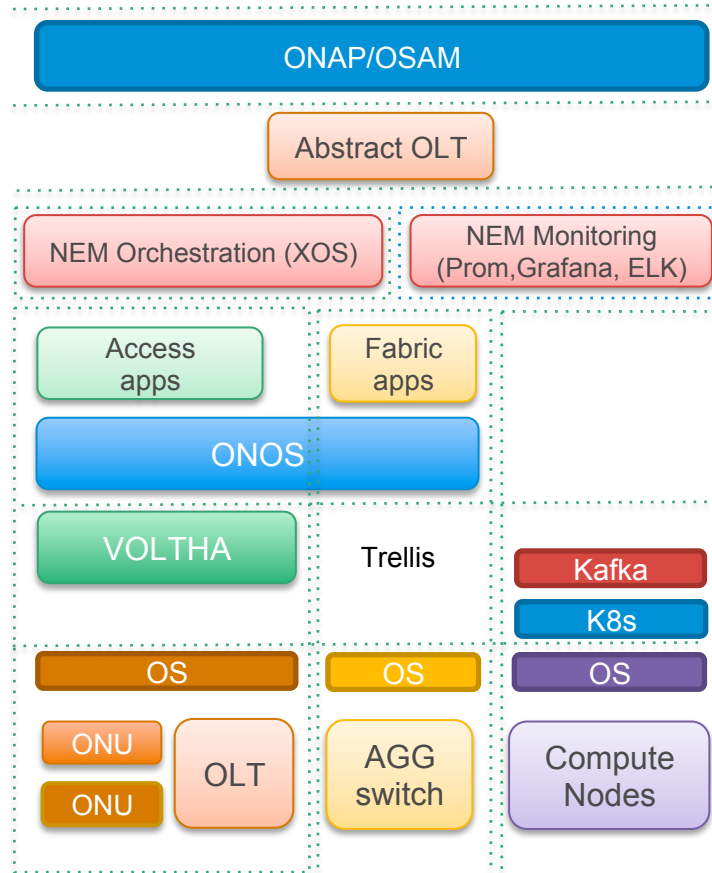 ONAP/OSAM
Abstract OLT
NEM Orchestration (XOS)
NEM Monitoring
(Prom,Grafana, ELK)
Access
apps
Fabric
apps
ONOS
VOLTHA
Trellis
Kafka
K8s
OS
OS
OS
ONU
ONU
OLT
AGG
switch
Compute
Nodes